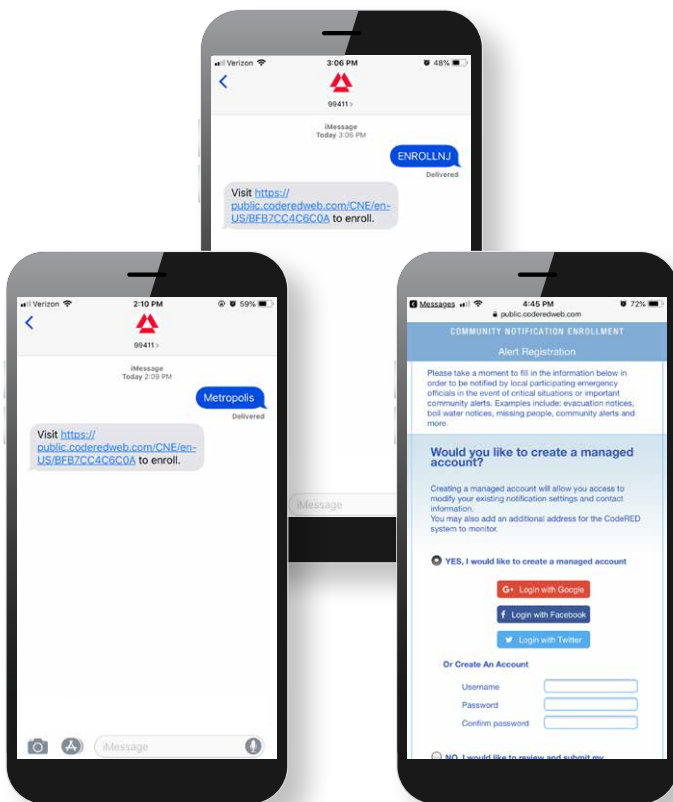 Verizon
3:06 PM
48%
99411 >
iMessage
Today 3:06 PM
ENROLLNJ
Delivered
Visit https://
public.coderedweb.com/CNE/en-
US/BFB7CC4C6C0A to enroll.
iMessage
Verizon
2:10 PM
59%
99411 >
iMessage
Today 2:09 PM
Metropolis
Delivered
Visit https://
public.coderedweb.com/CNE/en-
US/BFB7CC4C6C0A to enroll.
iMessage
Messages
4:45 PM
72%
public.coderedweb.com
COMMUNITY NOTIFICATION ENROLLMENT
Alert Registration
Please take a moment to fill in the information below in
order to be notified by local participating emergency
officials in the event of critical situations or important
community alerts. Examples include: evacuation notices,
boil water notices, missing people, community alerts and
more.
Would you like to create a managed
account?
Creating a managed account will allow you access to
modify your existing notification settings and contact
information.
You may also add an additional address for the CodeRED
system to monitor.
YES, I would like to create a managed account
G+ Login with Google
f Login with Facebook
Login with Twitter
Or Create An Account
Username
Password
Confirm password
NO, I would like to review and submit my